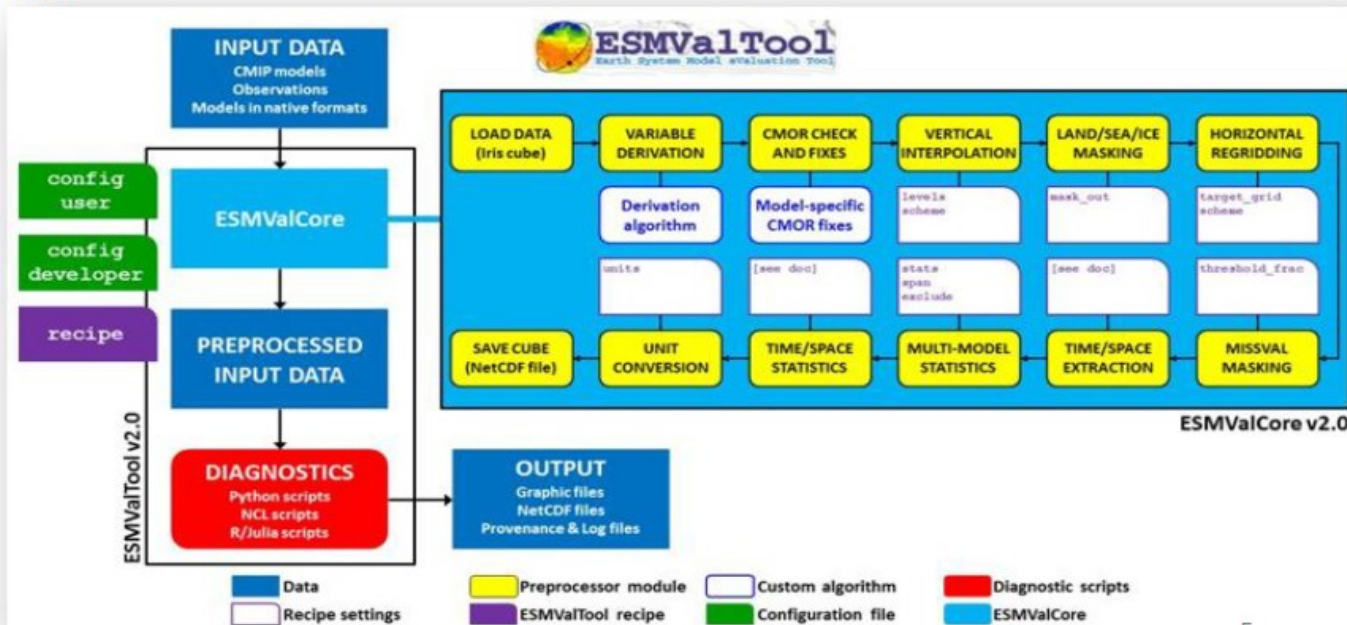 ESMValTool
Earth System Model eValuation Tool
INPUT DATA
CMIP models
Observations
Models in native formats
config
user
config
developer
recipe
ESMValCore
PREPROCESSED
INPUT DATA
DIAGNOSTICS
Python scripts
NCL scripts
R/Julia scripts
ESMValTool v2.0
OUTPUT
Graphic files
NetCDF files
Provenance & Log files
LOAD DATA
(Iris cube)
VARIABLE
DERIVATION
CMOR CHECK
AND FIXES
VERTICAL
INTERPOLATION
LAND/SEA/ICE
MASKING
HORIZONTAL
REGRIDDING
Derivation
algorithm
Model-specific
CMOR fixes
levels
scheme
mask_out
target_grid
scheme
units
[see doc]
stats
span
exclude
[see doc]
threshold_frac
SAVE CUBE
(NetCDF file)
UNIT
CONVERSION
TIME/SPACE
STATISTICS
MULTI-MODEL
STATISTICS
TIME/SPACE
EXTRACTION
MISSVAL
MASKING
ESMValCore v2.0
Data
Preprocessor module
Custom algorithm
Diagnostic scripts
Recipe settings
ESMValTool recipe
Configuration file
ESMValCore